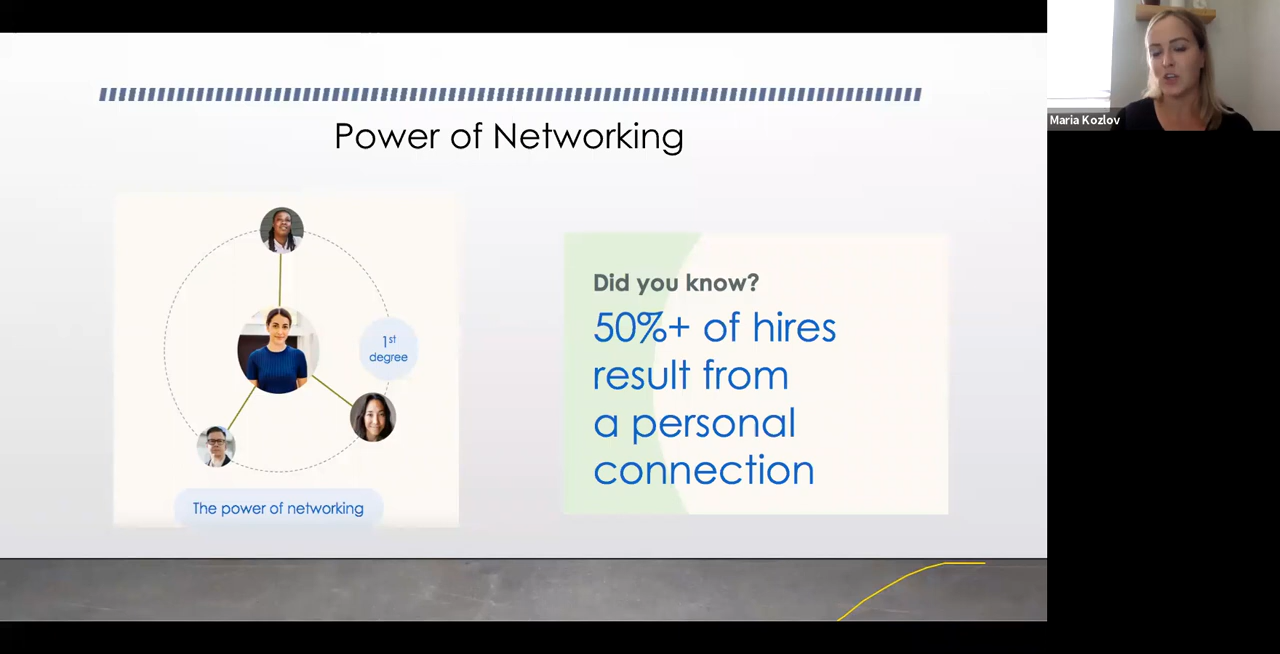 Power of Networking
1st
degree
The power of networking
Did you know?
50%+ of hires
result from
a personal
connection
Maria Kozlov